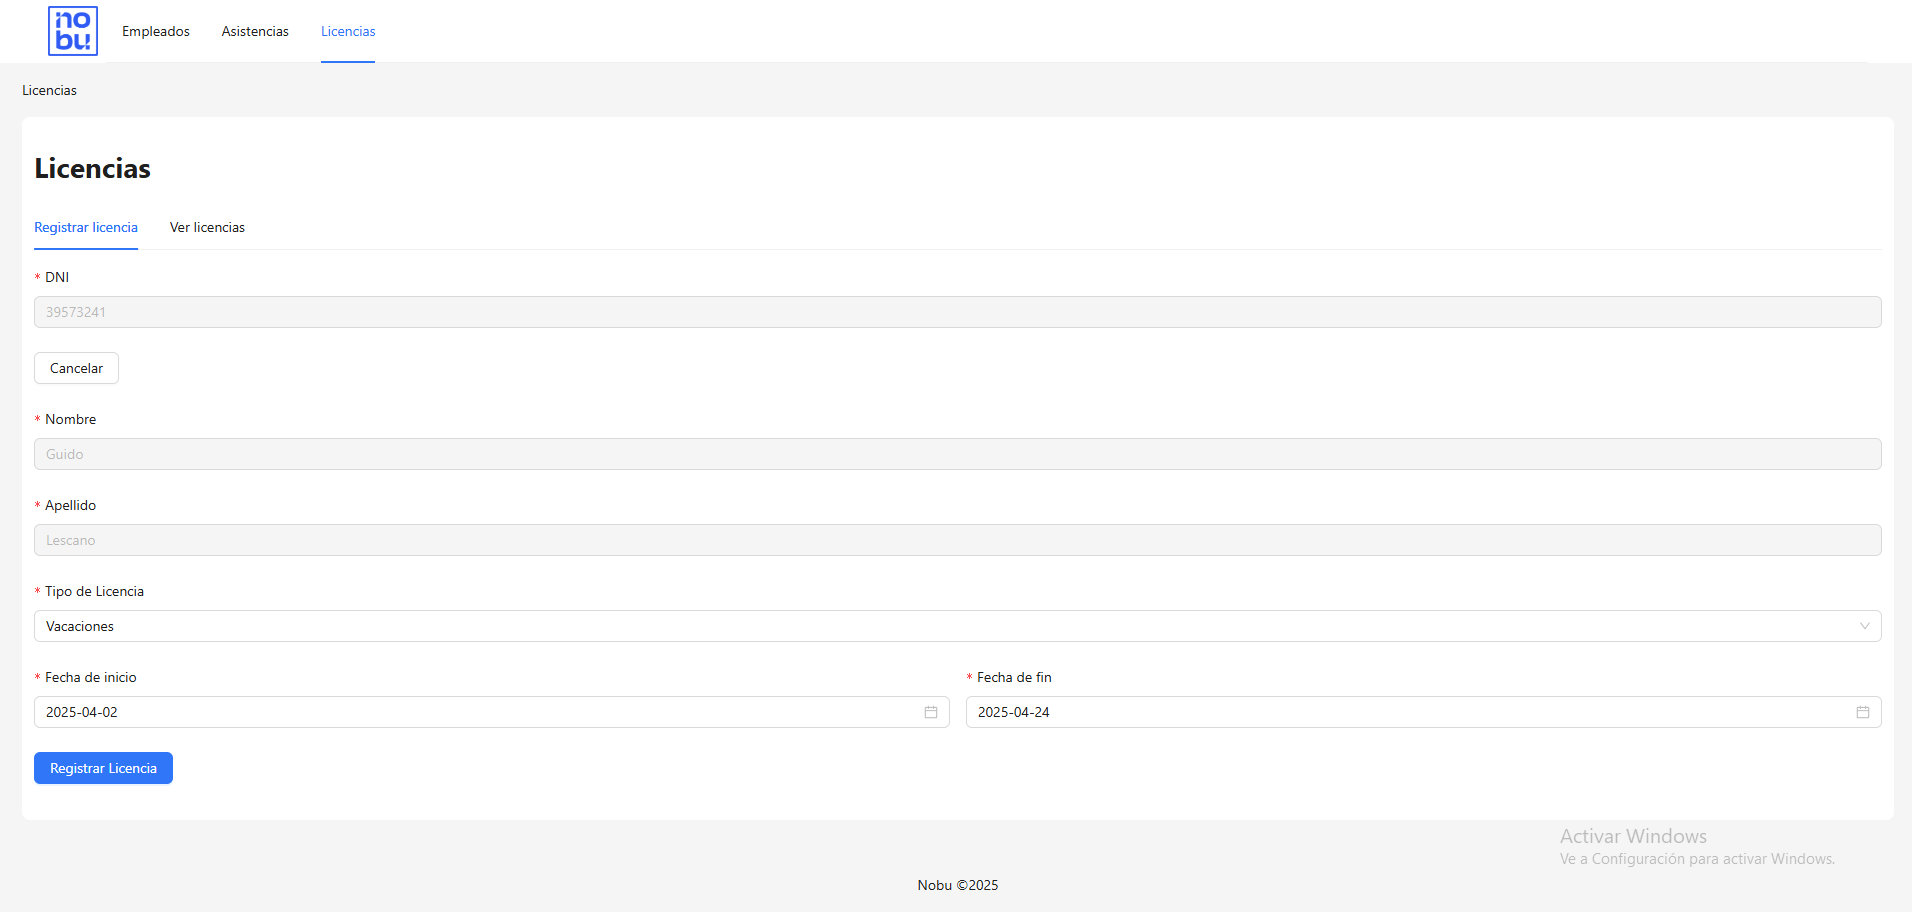 nobu!
Empleados Asistencias Licencias
Licencias
Licencias
Registrar licencia Ver licencias
* DNI
39573241
Cancelar
* Nombre
Guido
* Apellido
Lescano
* Tipo de Licencia
Vacaciones
* Fecha de inicio * Fecha de fin
2025-04-02 2025-04-24
Registrar Licencia
Activar Windows
Ve a Configuración para activar Windows.
Nobu ©2025